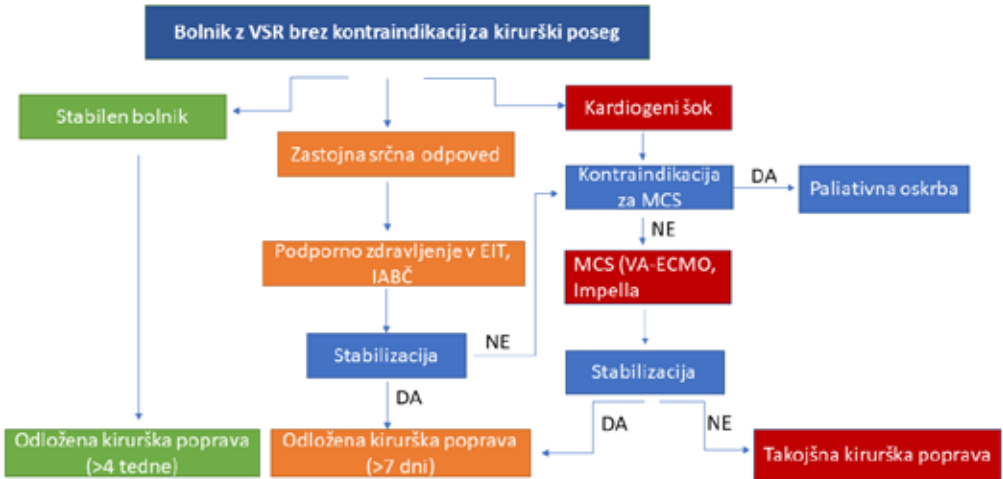 Bolnik z VSR brez kontraindikacij za kirurški poseg
Stabilen bolnik
Kardiogeni šok
Zastojna srčna odpoved
Kontraindikacija
za MCS
DA
Paliativna oskrba
NE
Podporno zdravljenje v EIT,
IABČ
MCS (VA-ECMO,
Impella
Stabilizacija
NE
Stabilizacija
DA
DA
NE
Odložena kirurška poprava
(>4 tedne)
Odložena kirurška poprava
(>7 dni)
Takojšna kirurška poprava